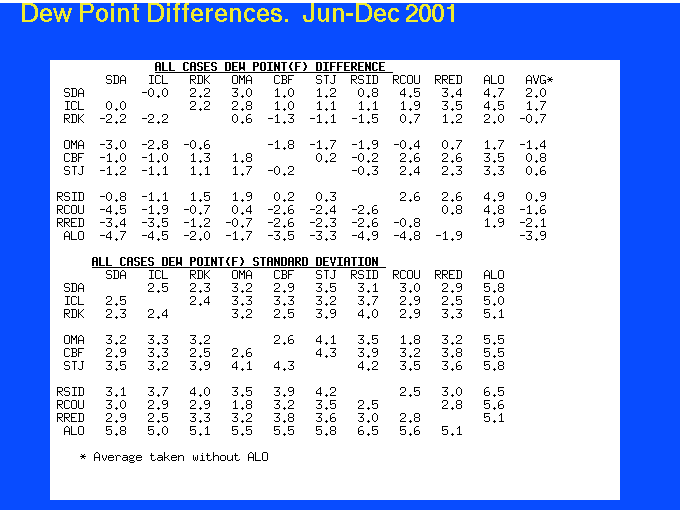 Dew Point Differences. Jun-Dec 2001
ALL CASES DEW POINT(F) DIFFERENCE
SDA ICL RDK OMA CBF STJ RSID RCOU RRED ALO AVG*
SDA -0.0 2.2 3.0 1.0 1.2 0.8 4.5 3.4 4.7 2.0
ICL 0.0 2.2 2.8 1.0 1.1 1.1 1.9 3.5 4.5 1.7
RDK -2.2 -2.2 0.6 -1.3 -1.1 -1.5 0.7 1.2 2.0 -0.7
OMA -3.0 -2.8 -0.6 -1.8 -1.7 -1.9 -0.4 0.7 1.7 -1.4
CBF -1.0 -1.0 1.3 1.8 0.2 -0.2 2.6 2.6 3.5 0.8
STJ -1.2 -1.1 1.1 1.7 -0.2 -0.3 2.4 2.3 3.3 0.6
RSID -0.8 -1.1 1.5 1.9 0.2 0.3 2.6 2.6 4.9 0.9
RCOU -4.5 -1.9 -0.7 0.4 -2.6 -2.4 -2.6 0.8 4.8 -1.6
RRED -3.4 -3.5 -1.2 -0.7 -2.6 -2.3 -2.6 -0.8 1.9 -2.1
ALO -4.7 -4.5 -2.0 -1.7 -3.5 -3.3 -4.9 -4.8 -1.9 -3.9
ALL CASES DEW POINT(F) STANDARD DEVIATION
SDA ICL RDK OMA CBF STJ RSID RCOU RRED ALO
SDA 2.5 2.3 3.2 2.9 3.5 3.1 3.0 2.9 5.8
ICL 2.5 2.4 3.3 3.3 3.2 3.7 2.9 2.5 5.0
RDK 2.3 2.4 3.2 2.5 3.9 4.0 2.9 3.3 5.1
OMA 3.2 3.3 3.2 2.6 4.1 3.5 1.8 3.2 5.5
CBF 2.9 3.3 2.5 2.6 4.3 3.9 3.2 3.8 5.5
STJ 3.5 3.2 3.9 4.1 4.3 4.2 3.5 3.6 5.8
RSID 3.1 3.7 4.0 3.5 3.9 4.2 2.5 3.0 6.5
RCOU 3.0 2.9 2.9 1.8 3.2 3.5 2.5 2.8 5.6
RRED 2.9 2.5 3.3 3.2 3.8 3.6 3.0 2.8 5.1
ALO 5.8 5.0 5.1 5.5 5.5 5.8 6.5 5.6 5.1
* Average taken without ALO